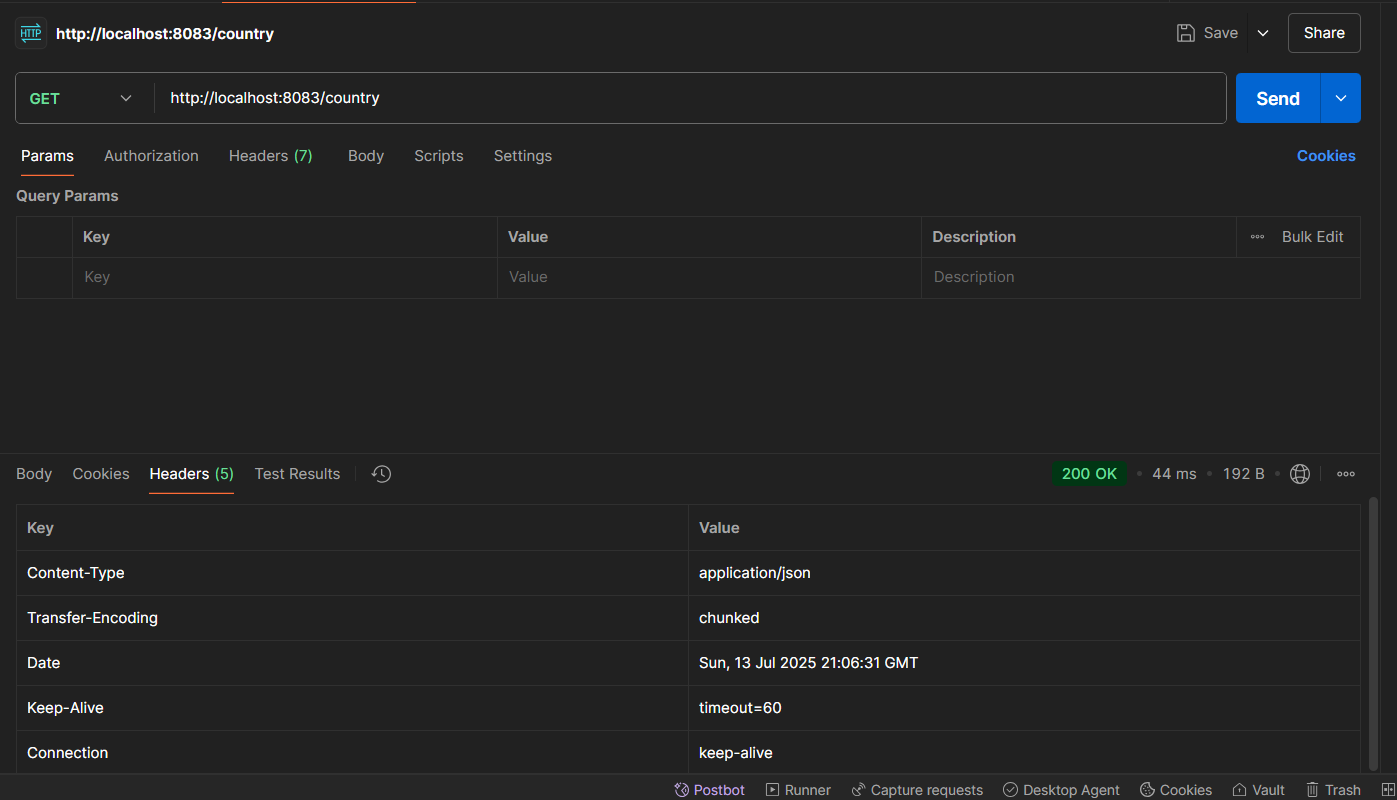 HTTP http://localhost:8083/country Save Share
GET http://localhost:8083/country Send
Params Authorization Headers (7) Body Scripts Settings Cookies
Query Params
Key Value Description Bulk Edit
Key Value Description
Body Cookies Headers (5) Test Results 200 OK 44 ms 192 B
Key Value
Content-Type application/json
Transfer-Encoding chunked
Date Sun, 13 Jul 2025 21:06:31 GMT
Keep-Alive timeout=60
Connection keep-alive
Postbot Runner Capture requests Desktop Agent Cookies Vault Trash